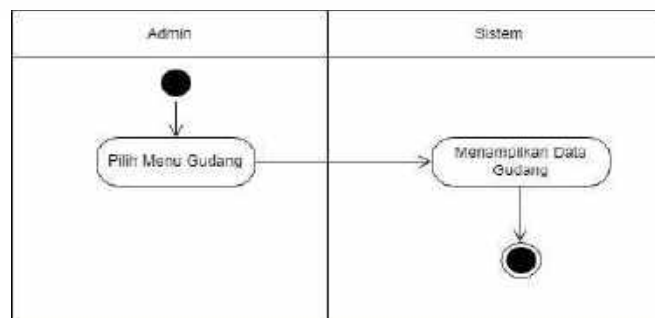 Admin
Sistem
Pilih Menu Gudang
Menampilkan Data
Gudang